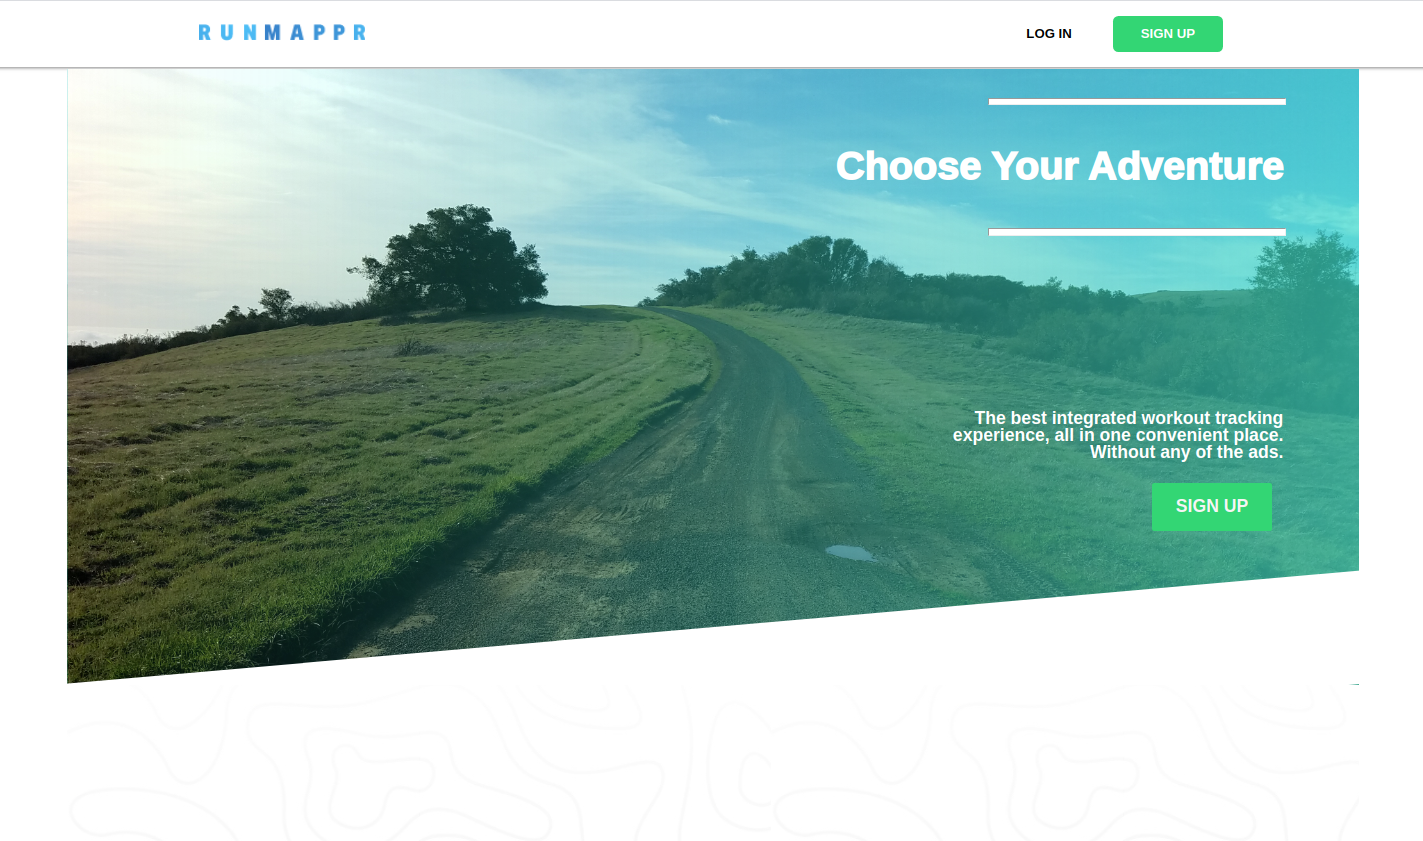 RUNMAPPR
LOG IN
SIGN UP
Choose Your Adventure
The best integrated workout tracking
experience, all in one convenient place.
Without any of the ads.
SIGN UP